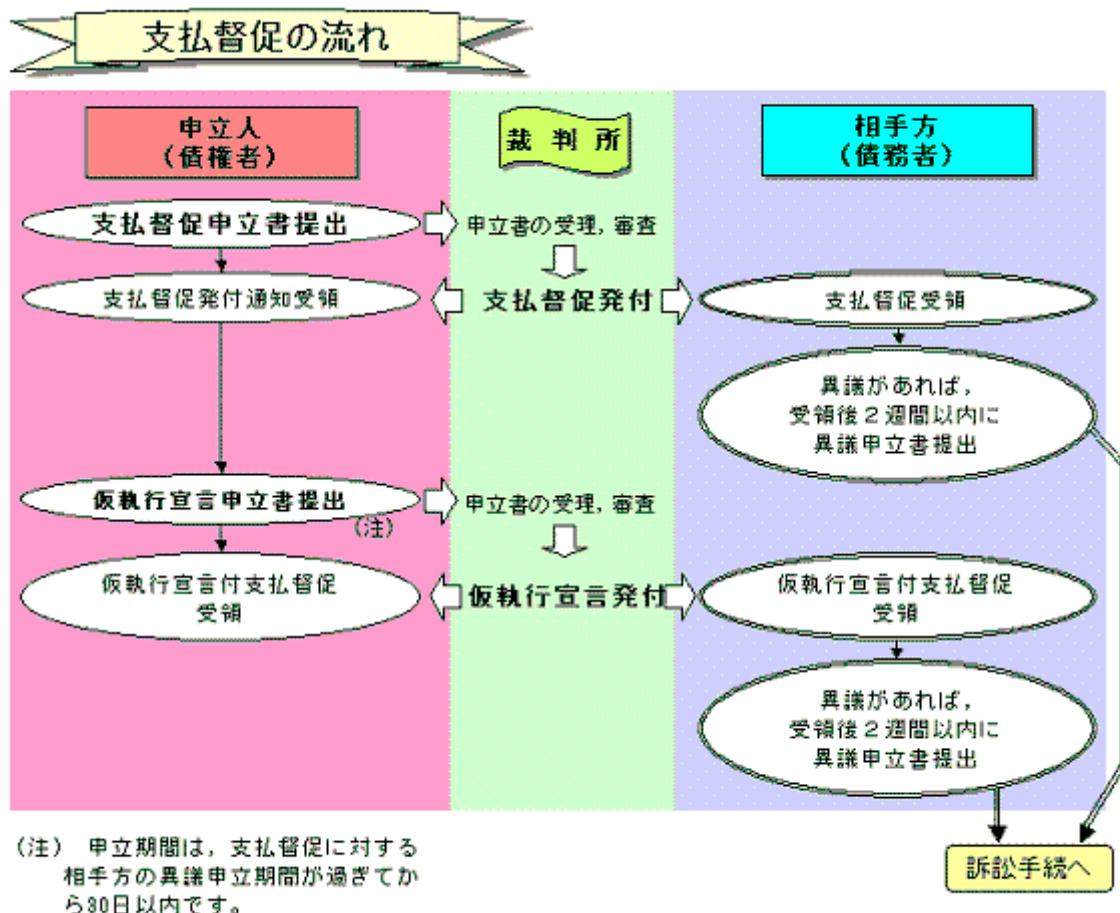 支払督促の流れ
申立人
（債権者）
裁判所
相手方
（債務者）
支払督促申立書提出
申立書の受理，審査
支払督促発付通知受領
支払督促発付
支払督促受領
異議があれば，
受領後２週間以内に
異議申立書提出
仮執行宣言申立書提出
（注）
申立書の受理，審査
仮執行宣言付支払督促
受領
仮執行宣言発付
仮執行宣言付支払督促
受領
異議があれば，
受領後２週間以内に
異議申立書提出
訴訟手続へ
（注）　申立期間は，支払督促に対する
相手方の異議申立期間が過ぎてか
ら30日以内です。